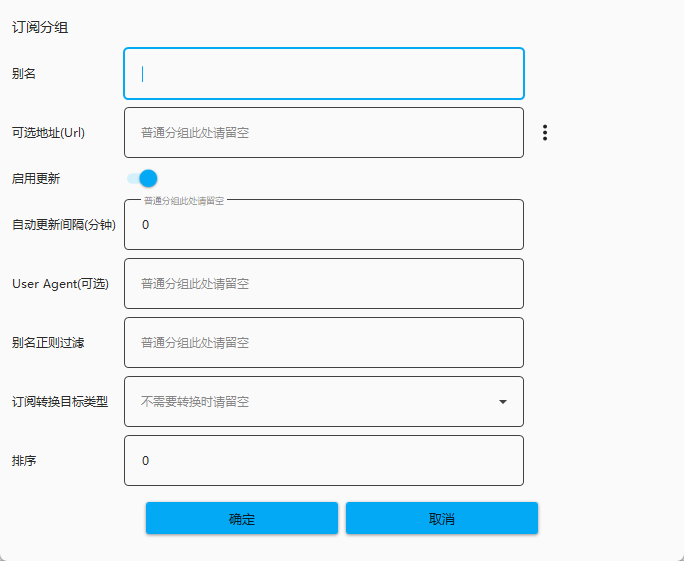 订阅分组
别名
可选地址(Url)
普通分组此处请留空
启用更新
普通分组此处请留空
自动更新间隔(分钟)
0
User Agent(可选)
普通分组此处请留空
别名正则过滤
普通分组此处请留空
订阅转换目标类型
不需要转换时请留空
排序
0
确定
取消